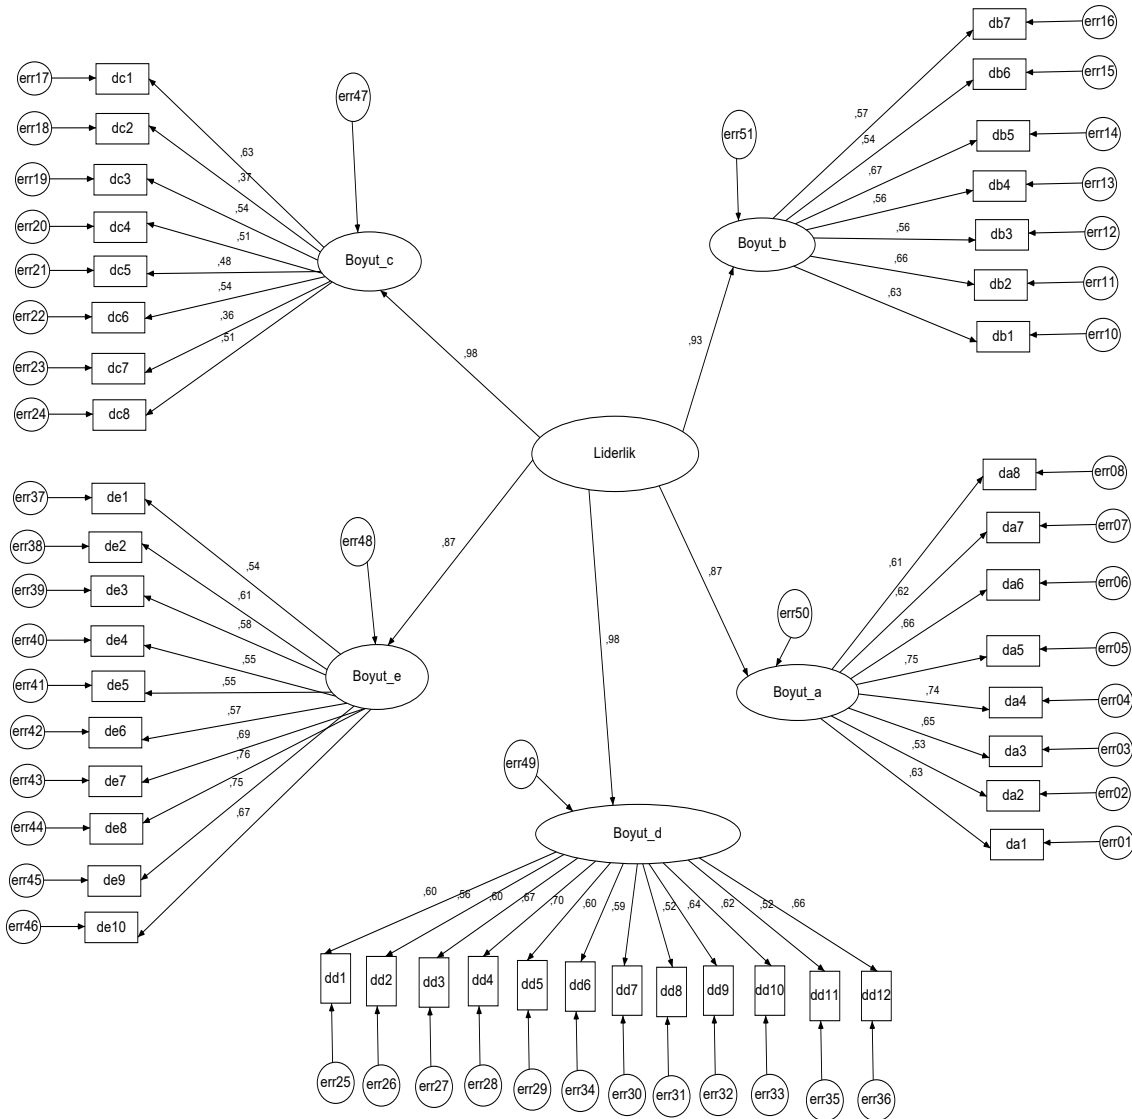 err17 dc1 ,63
err18 dc2 ,37
err19 dc3 ,54
err20 dc4 ,51
err21 dc5 ,48
err22 dc6 ,54
err23 dc7 ,36
err24 dc8 ,51
err47
Boyut_c
,98
db7 err16 ,57
db6 err15 ,54
db5 err14 ,67
db4 err13 ,56
db3 err12 ,56
db2 err11 ,66
db1 err10 ,63
err51
Boyut_b
,93
Liderlik
err37 de1 ,54
err38 de2 ,61
err39 de3 ,58
err40 de4 ,55
err41 de5 ,55
err42 de6 ,57
err43 de7 ,69
err44 de8 ,76
err45 de9 ,75
err46 de10 ,67
err48
Boyut_e
,87
da8 err08 ,61
da7 err07 ,62
da6 err06 ,66
da5 err05 ,75
da4 err04 ,74
da3 err03 ,65
da2 err02 ,53
da1 err01 ,63
err50
Boyut_a
,87
,98
err49
Boyut_d
,60 ,56 ,60 ,67 ,70 ,60 ,59 ,52 ,64 ,62 ,52 ,66
dd1 dd2 dd3 dd4 dd5 dd6 dd7 dd8 dd9 dd10 dd11 dd12
err25 err26 err27 err28 err29 err34 err30 err31 err32 err33 err35 err36